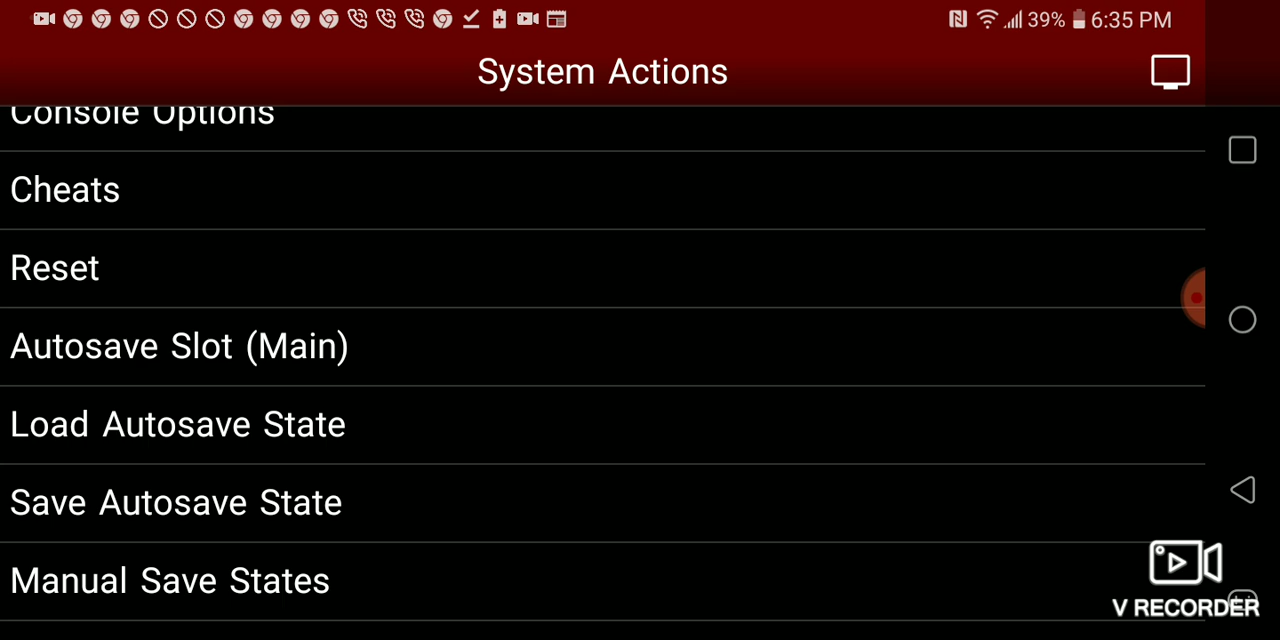 39% 6:35 PM
System Actions
Console Options
Cheats
Reset
Autosave Slot (Main)
Load Autosave State
Save Autosave State
Manual Save States
V RECORDER